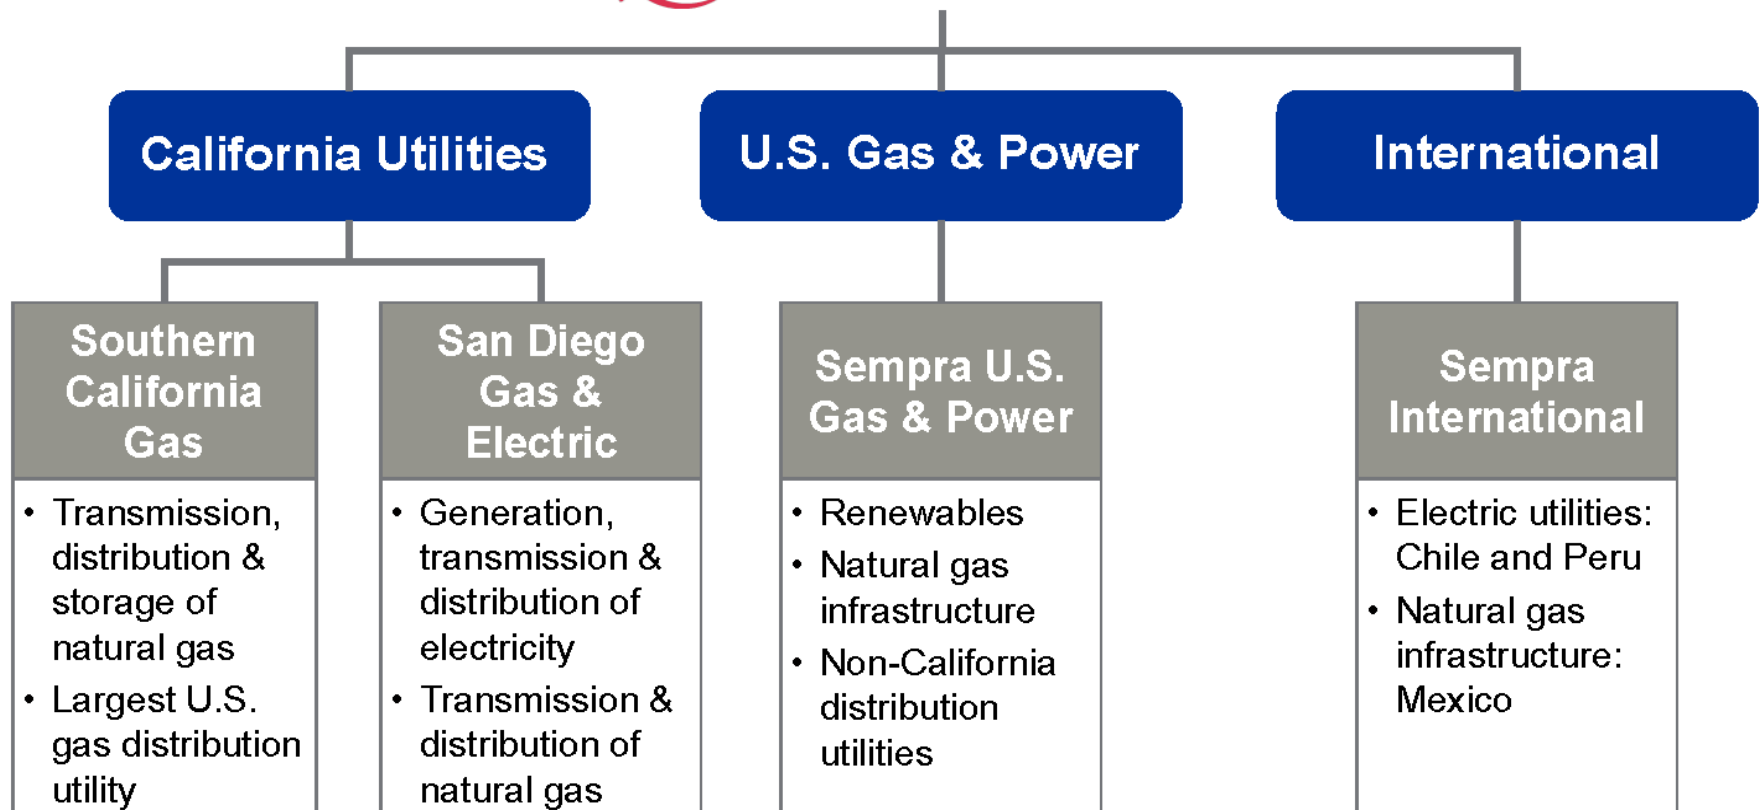 California Utilities
U.S. Gas & Power
International
Southern
California
Gas
• Transmission,
distribution &
storage of
natural gas
• Largest U.S.
gas distribution
utility
San Diego
Gas &
Electric
• Generation,
transmission &
distribution of
electricity
• Transmission &
distribution of
natural gas
Sempra U.S.
Gas & Power
• Renewables
• Natural gas
infrastructure
• Non-California
distribution
utilities
Sempra
International
• Electric utilities:
Chile and Peru
• Natural gas
infrastructure:
Mexico